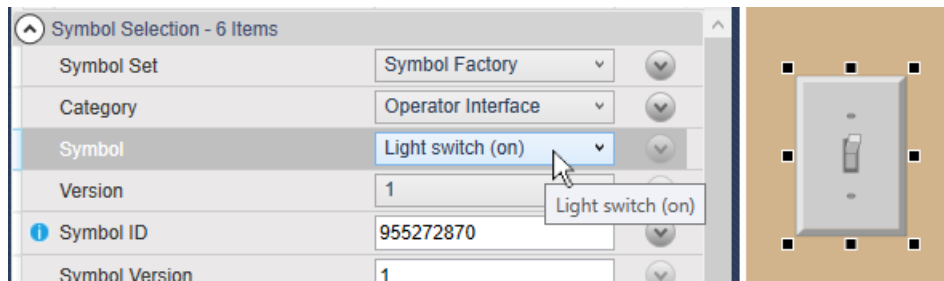 Symbol Selection - 6 Items
Symbol Set Symbol Factory
Category Operator Interface
Symbol Light switch (on)
Version 1
Light switch (on)
Symbol ID 955272870
Symbol Version 1